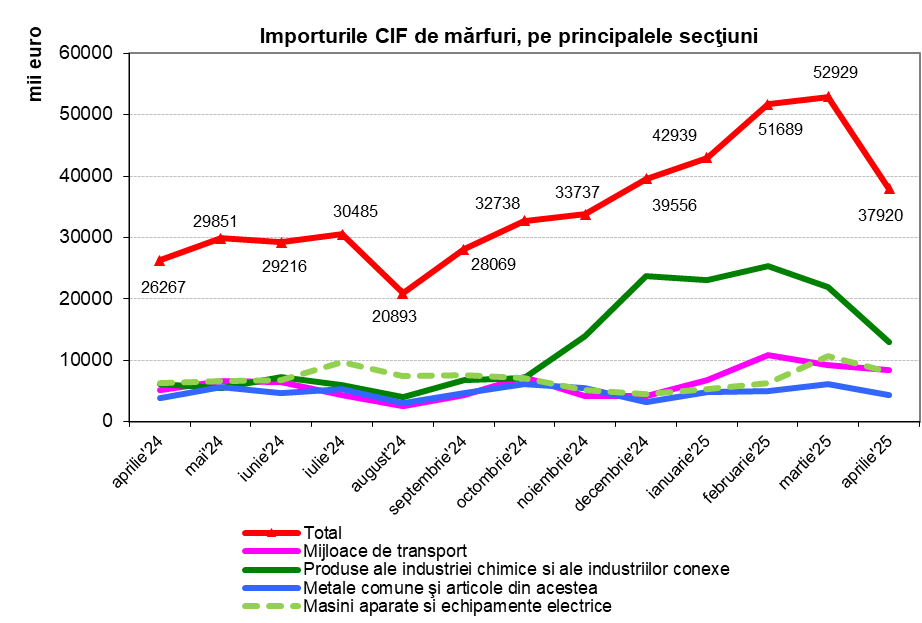 Importurile CIF de mărfuri, pe principalele secţiuni
mii euro
60000
50000
40000
30000
20000
10000
0
26267
29851
29216
30485
20893
28069
32738
33737
39556
42939
51689
52929
37920
aprilie'24
mai'24
iunie'24
iulie'24
august'24
septembrie'24
octombrie'24
noiembrie'24
decembrie'24
ianuarie'25
februarie'25
martie'25
aprilie'25
Total
Mijloace de transport
Produse ale industriei chimice si ale industriilor conexe
Metale comune şi articole din acestea
Masini aparate si echipamente electrice